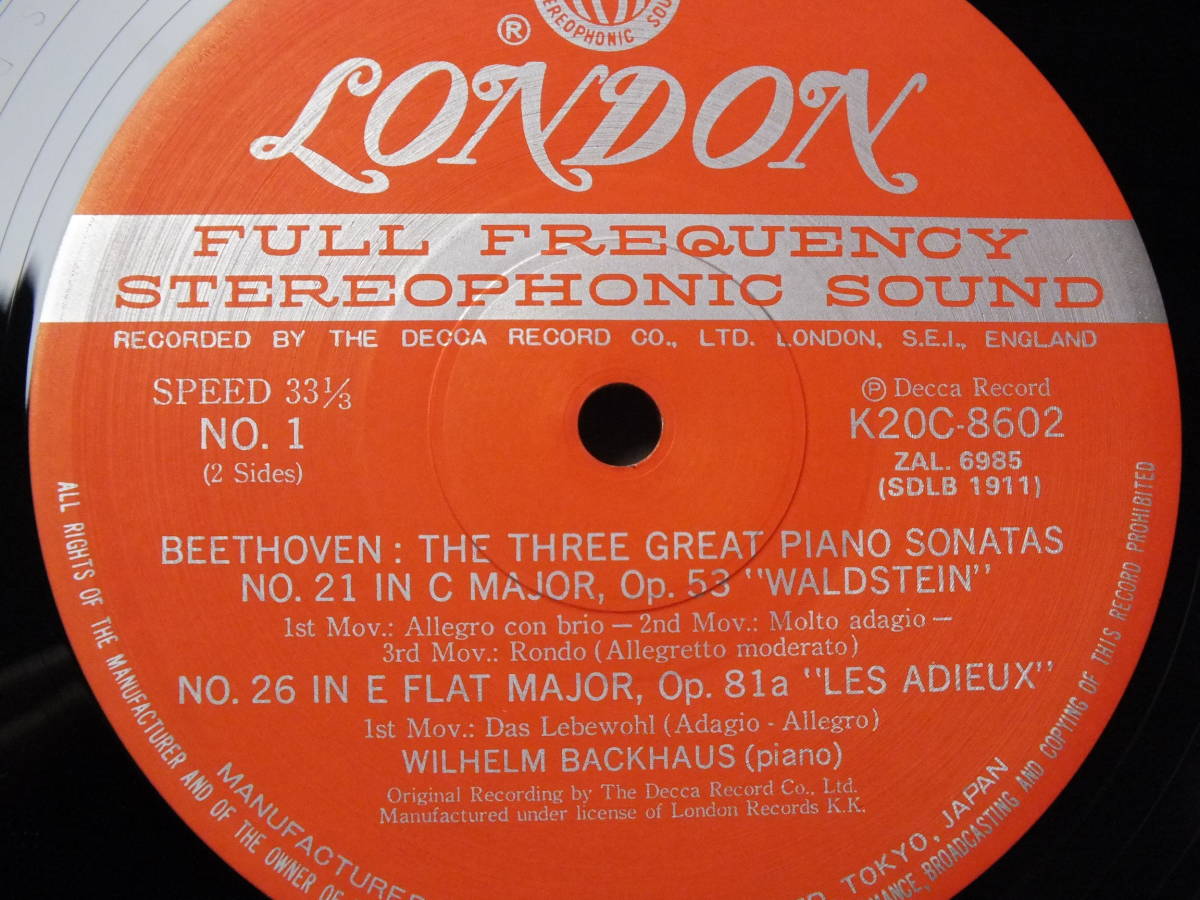 STEREOPHONIC SOU
®
LONDON
FULL FREQUENCY
STEREOPHONIC SOUND
RECORDED BY THE DECCA RECORD CO., LTD. LONDON, S.E.I., ENGLAND
SPEED 33⅓
NO. 1
(2 Sides)
Ⓟ Decca Record
K20C-8602
ZAL. 6985
(SDLB 1911)
BEETHOVEN : THE THREE GREAT PIANO SONATAS
NO. 21 IN C MAJOR, Op. 53 "WALDSTEIN"
1st Mov.: Allegro con brio — 2nd Mov.: Molto adagio —
3rd Mov.: Rondo (Allegretto moderato)
NO. 26 IN E FLAT MAJOR, Op. 81a "LES ADIEUX"
1st Mov.: Das Lebewohl (Adagio - Allegro)
WILHELM BACKHAUS (piano)
Original Recording by The Decca Record Co., Ltd.
Manufactured under license of London Records K.K.
ALL RIGHTS OF THE MANUFACTURER AND OF THE OWNER OF
MANCE, BROADCASTING AND COPYING OF THIS RECORD PROHIBITED
MANUFACTURE
TOKYO, JAPAN